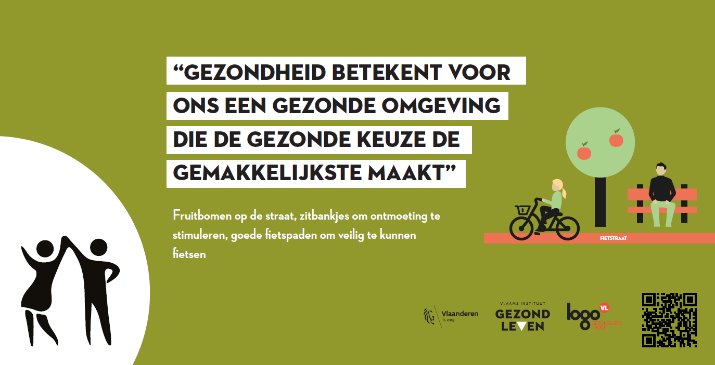 “GEZONDHEID BETEKENT VOOR
ONS EEN GEZONDE OMGEVING
DIE DE GEZONDE KEUZE DE
GEMAKKELIJKSTE MAAKT”
Fruitbomen op de straat, zitbankjes om ontmoeting te
stimuleren, goede fietspaden om veilig te kunnen
fietsen
FIETSTRAAT
Vlaanderen
VLAAMS INSTITUUT
GEZOND
LEVEN
logo
VL